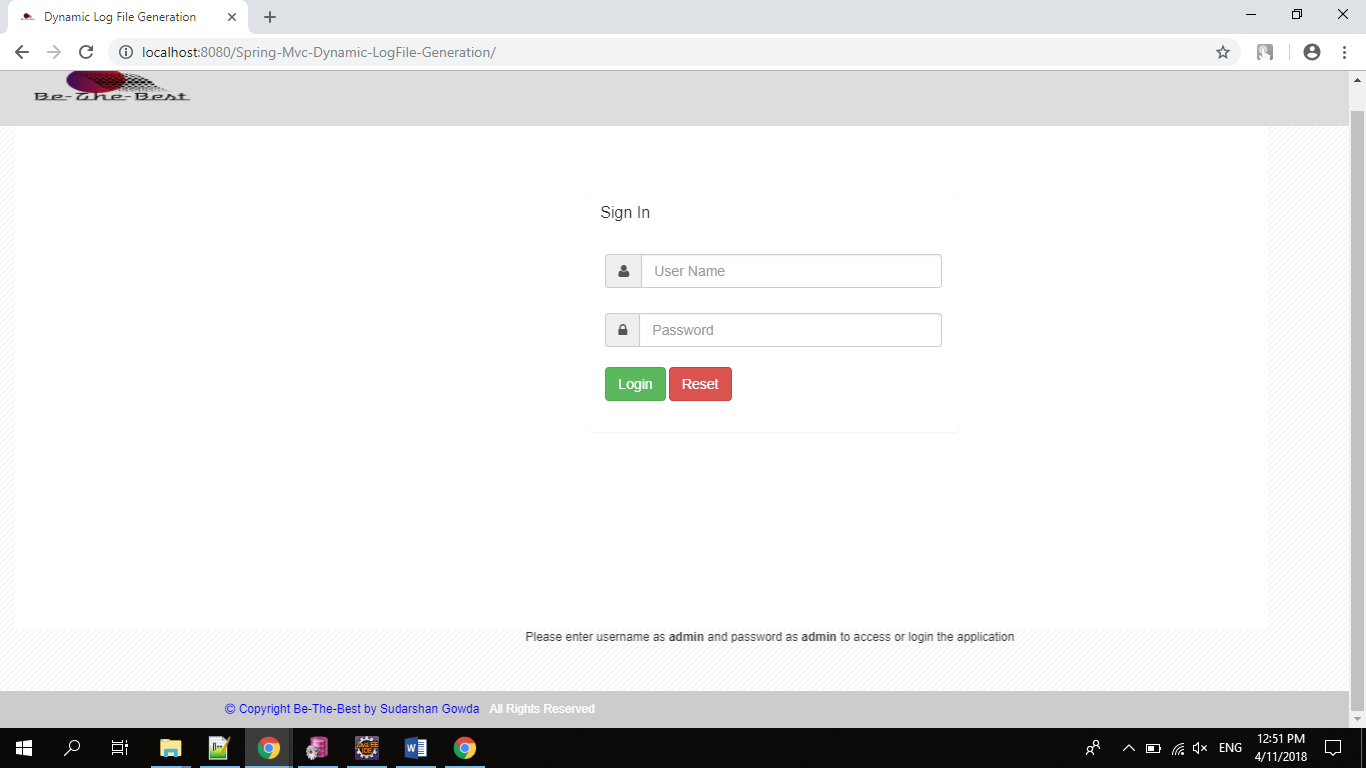 Dynamic Log File Generation
localhost:8080/Spring-Mvc-Dynamic-LogFile-Generation/
Be-The-Best
Sign In
User Name
Password
Login Reset
Please enter username as admin and password as admin to access or login the application
© Copyright Be-The-Best by Sudarshan Gowda All Rights Reserved
ENG
12:51 PM
4/11/2018